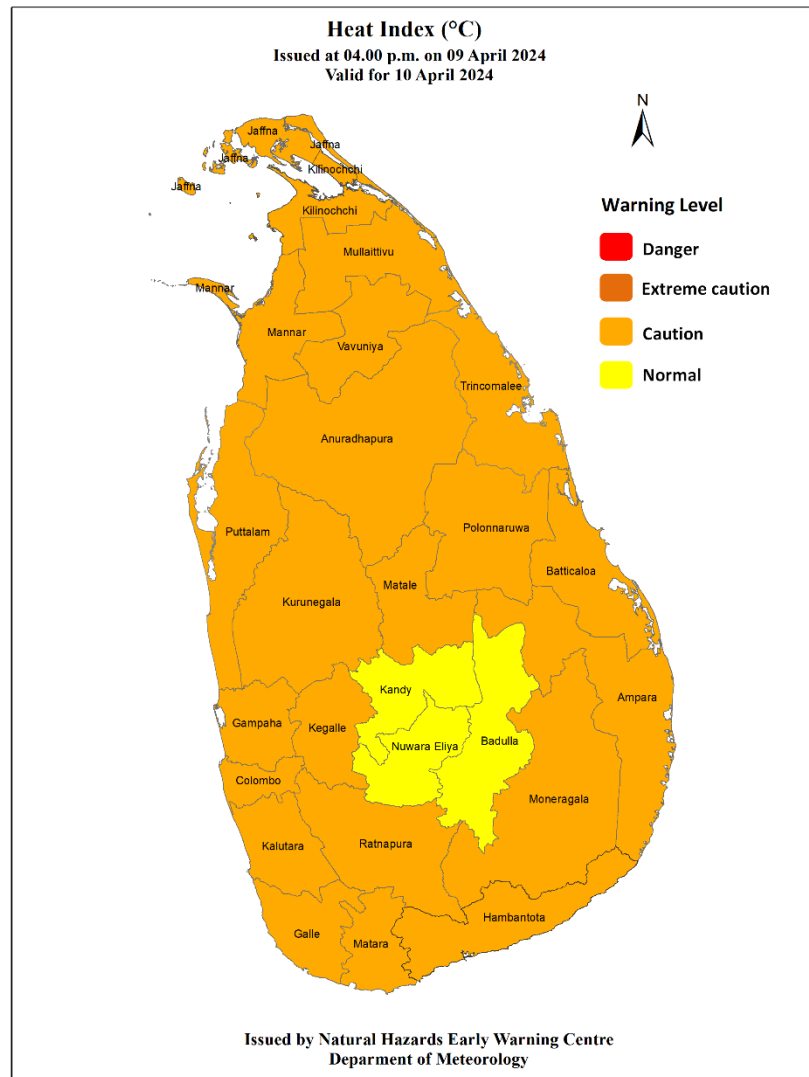 Heat Index (°C)
Issued at 04.00 p.m. on 09 April 2024
Valid for 10 April 2024
N
Warning Level
Danger
Extreme caution
Caution
Normal
Jaffna
Jaffna
Jaffna
Kilinochchi
Jaffna
Kilinochchi
Mullaittivu
Mannar
Mannar
Vavuniya
Trincomalee
Anuradhapura
Puttalam
Polonnaruwa
Batticaloa
Matale
Kurunegala
Kandy
Ampara
Gampaha
Kegalle
Nuwara Eliya
Badulla
Colombo
Moneragala
Kalutara
Ratnapura
Hambantota
Galle
Matara
Issued by Natural Hazards Early Warning Centre
Deparment of Meteorology